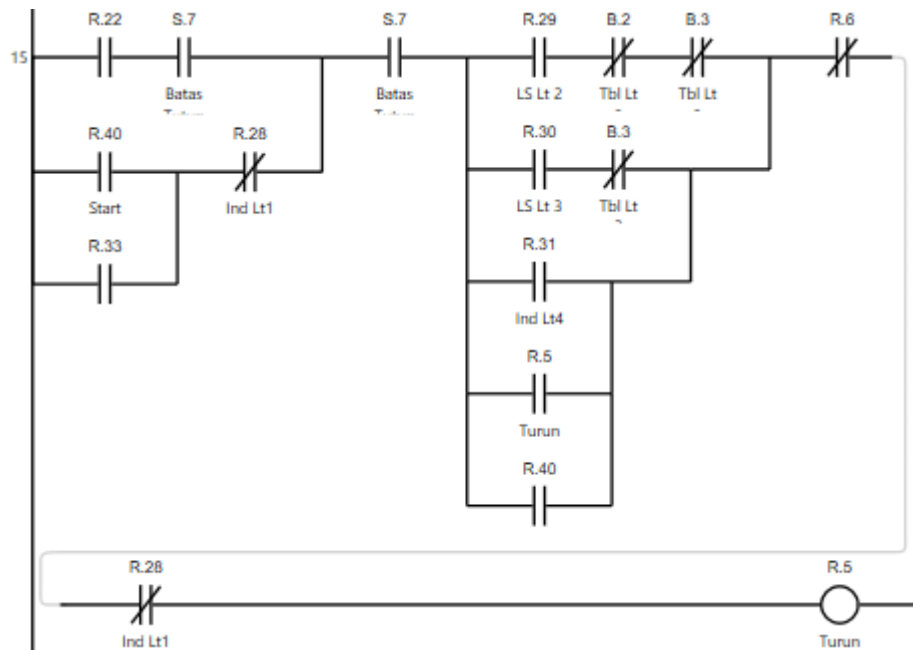 R.22 S.7 S.7 R.29 B.2 B.3 R.6
1S
Batas Batas LS Lt 2 Tbl Lt Tbl Lt
R.40 R.28 R.30 B.3
Start Ind Lt1 LS Lt 3 Tbl Lt
R.33 R.31
Ind Lt4
R.5
Turun
R.40
R.28 R.5
Ind Lt1 Turun